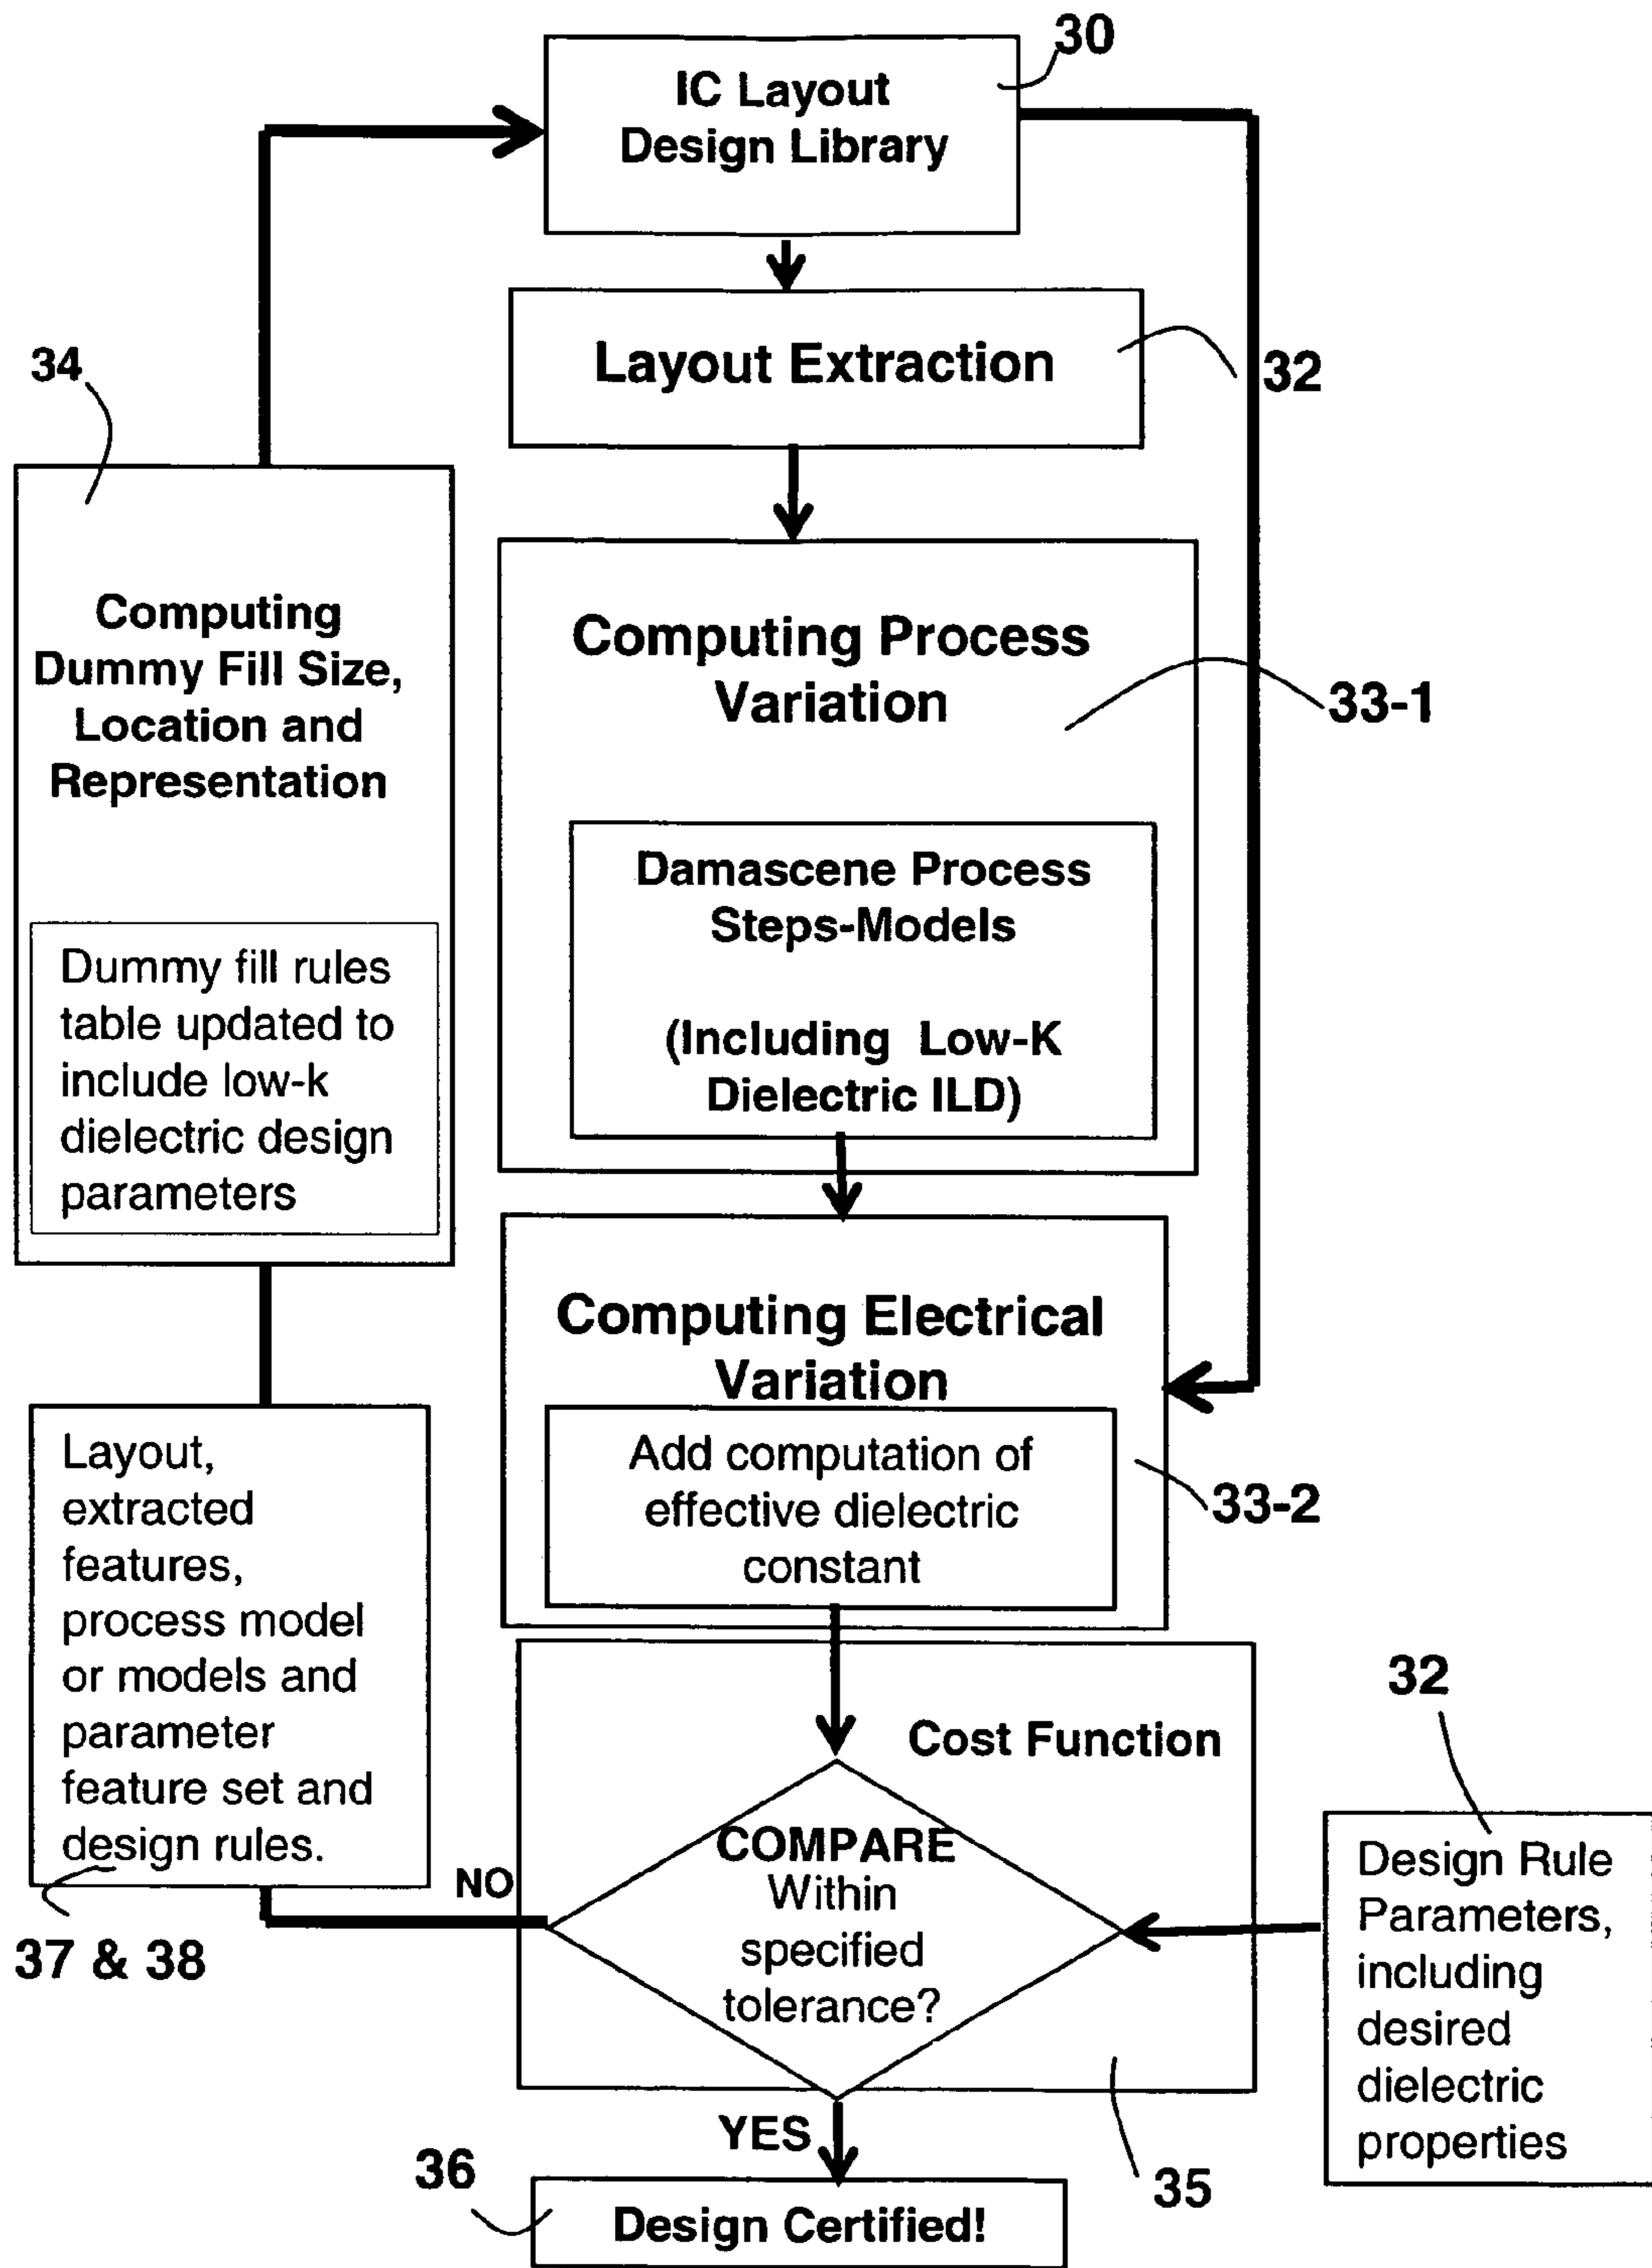 30
IC Layout
Design Library
Layout Extraction
32
34
Computing
Dummy Fill Size,
Location and
Representation
Dummy fill rules
table updated to
include low-k
dielectric design
parameters
Computing Process
Variation
33-1
Damascene Process
Steps-Models
(Including Low-K
Dielectric ILD)
Computing Electrical
Variation
Add computation of
effective dielectric
constant
33-2
Layout,
extracted
features,
process model
or models and
parameter
feature set and
design rules.
37 & 38
NO
Cost Function
COMPARE
Within
specified
tolerance?
32
Design Rule
Parameters,
including
desired
dielectric
properties
35
YES
36
Design Certified!